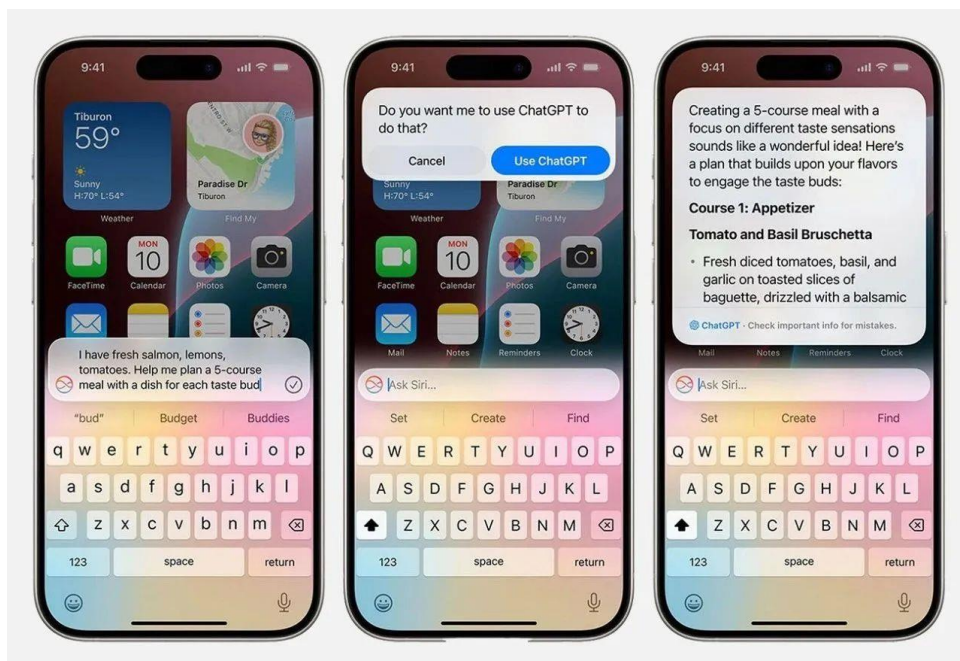 9:41
Tiburon
59°
Sunny
H:70° L:54°
Weather
Paradise Dr
Tiburon
Find My
MON
10
FaceTime
Calendar
Photos
Camera
I have fresh salmon, lemons,
tomatoes. Help me plan a 5-course
meal with a dish for each taste bud
"bud"
Budget
Buddies
q w e r t y u i o p
a s d f g h j k l
z x c v b n m
123
space
return
9:41
Do you want me to use ChatGPT to
do that?
Cancel
Use ChatGPT
Sunny
H:70° L:54°
Weather
Paradise Dr
Tiburon
Find My
MON
10
FaceTime
Calendar
Photos
Camera
Mail
Notes
Reminders
Clock
Ask Siri...
Set
Create
Find
Q W E R T Y U I O P
A S D F G H J K L
Z X C V B N M
123
space
return
9:41
Creating a 5-course meal with a
focus on different taste sensations
sounds like a wonderful idea! Here's
a plan that builds upon your flavors
to engage the taste buds:
Course 1: Appetizer
Tomato and Basil Bruschetta
• Fresh diced tomatoes, basil, and
garlic on toasted slices of
baguette, drizzled with a balsamic
ChatGPT · Check important info for mistakes.
Mail
Notes
Reminders
Clock
Ask Siri...
Set
Create
Find
Q W E R T Y U I O P
A S D F G H J K L
Z X C V B N M
123
space
return